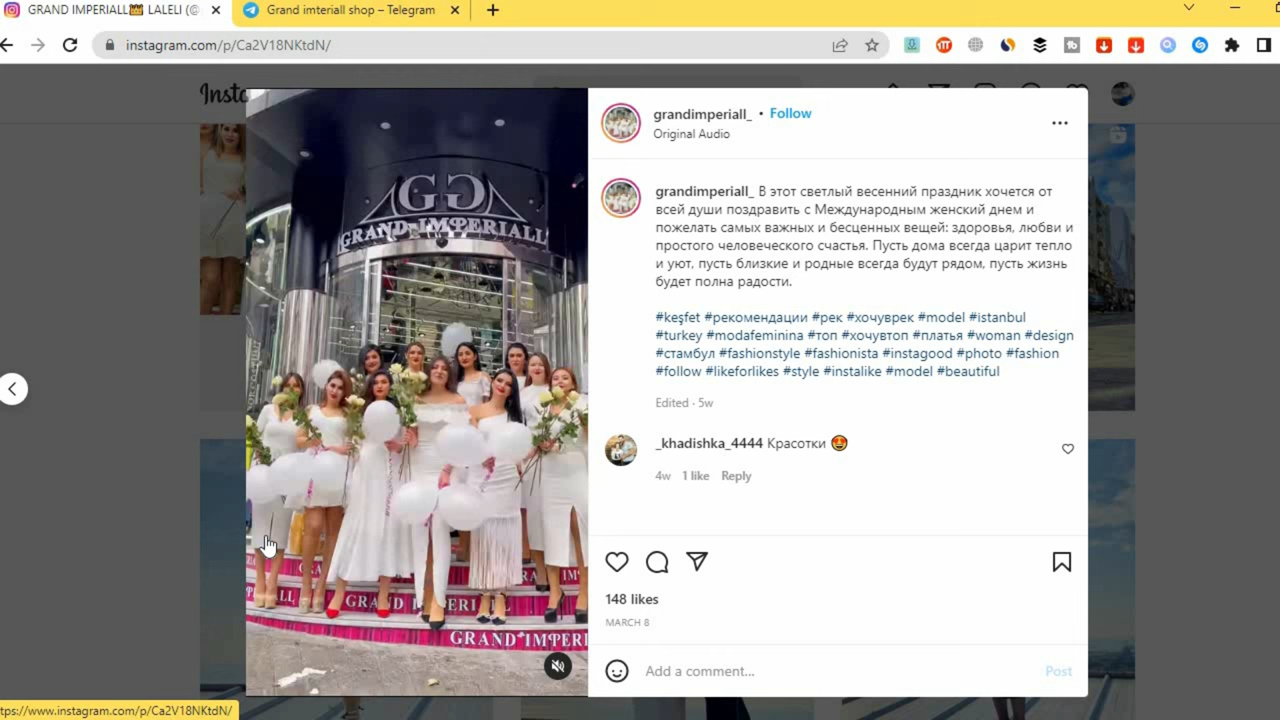 GRAND IMPERIALL👑 LALELI (@
Grand imteriall shop – Telegram
instagram.com/p/Ca2V18NKtdN/
grandimperiall_ • Follow
Original Audio
GRAND IMPERIALL
GRAND IMPERIALL
GRAND IMPERI
grandimperiall_ В этот светлый весенний праздник хочется от
всей души поздравить с Международным женский днем и
пожелать самых важных и бесценных вещей: здоровья, любви и
простого человеческого счастья. Пусть дома всегда царит тепло
и уют, пусть близкие и родные всегда будут рядом, пусть жизнь
будет полна радости.
#keşfet #рекомендации #рек #хочуврек #model #istanbul
#turkey #modafeminina #топ #хочувтоп #платья #woman #design
#стамбул #fashionstyle #fashionista #instagood #photo #fashion
#follow #likeforlikes #style #instalike #model #beautiful
Edited · 5w
_khadishka_4444 Красотки 😍
4w 1 like Reply
148 likes
MARCH 8
Add a comment... Post
ttps://www.instagram.com/p/Ca2V18NKtdN/